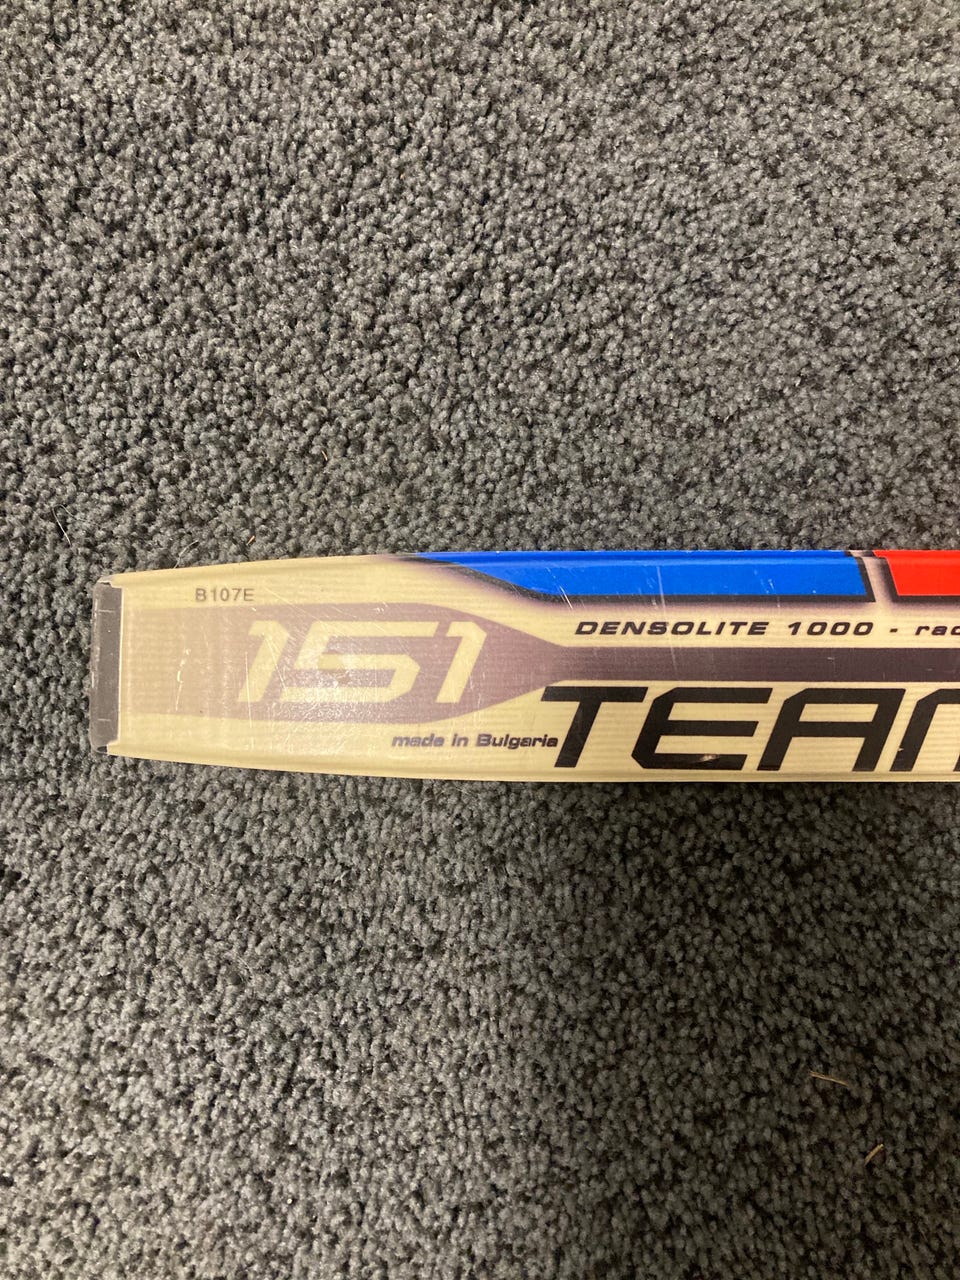 B107E
151
DENSOLITE 1000 - rac
made in Bulgaria
TEAM